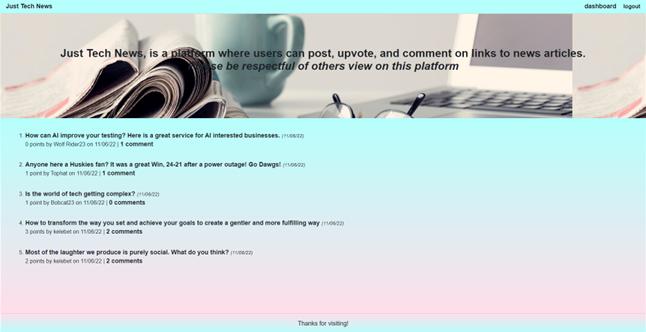 Just Tech News
dashboard logout
Just Tech News, is a platform where users can post, upvote, and comment on links to news articles.
be respectful of others view on this platform
1. How can AI improve your testing? Here is a great service for AI interested businesses. (11/06/22)
0 points by Wolf Rider23 on 11/06/22 | 1 comment
2. Anyone here a Huskies fan? It was a great Win, 24-21 after a power outage! Go Dawgs! (11/06/22)
1 point by Tophat on 11/06/22 | 1 comment
3. Is the world of tech getting complex? (11/06/22)
1 point by Bobcat23 on 11/06/22 | 0 comments
4. How to transform the way you set and achieve your goals to create a gentler and more fulfilling way (11/06/22)
3 points by kelebet on 11/06/22 | 2 comments
5. Most of the laughter we produce is purely social. What do you think? (11/06/22)
2 points by kelebet on 11/06/22 | 2 comments
Thanks for visiting!